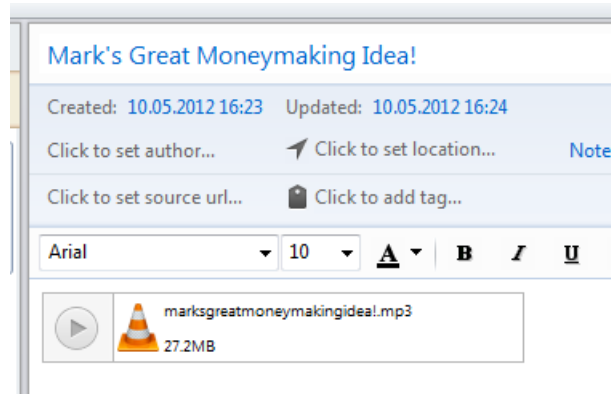 Mark's Great Moneymaking Idea!
Created: 10.05.2012 16:23 Updated: 10.05.2012 16:24
Click to set author... Click to set location... Note
Click to set source url... Click to add tag...
Arial 10 A B I U
marksgreatmoneymakingidea!.mp3
27.2MB